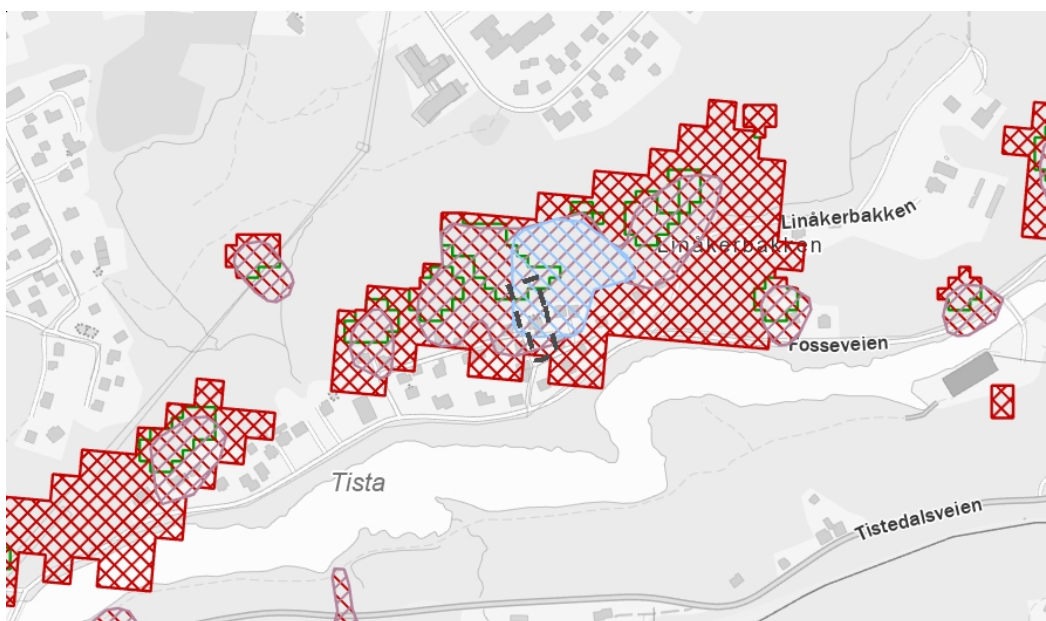 Linåkerbakken
Linåkerbakken
Fosseveien
Tista
Tistedalsveien